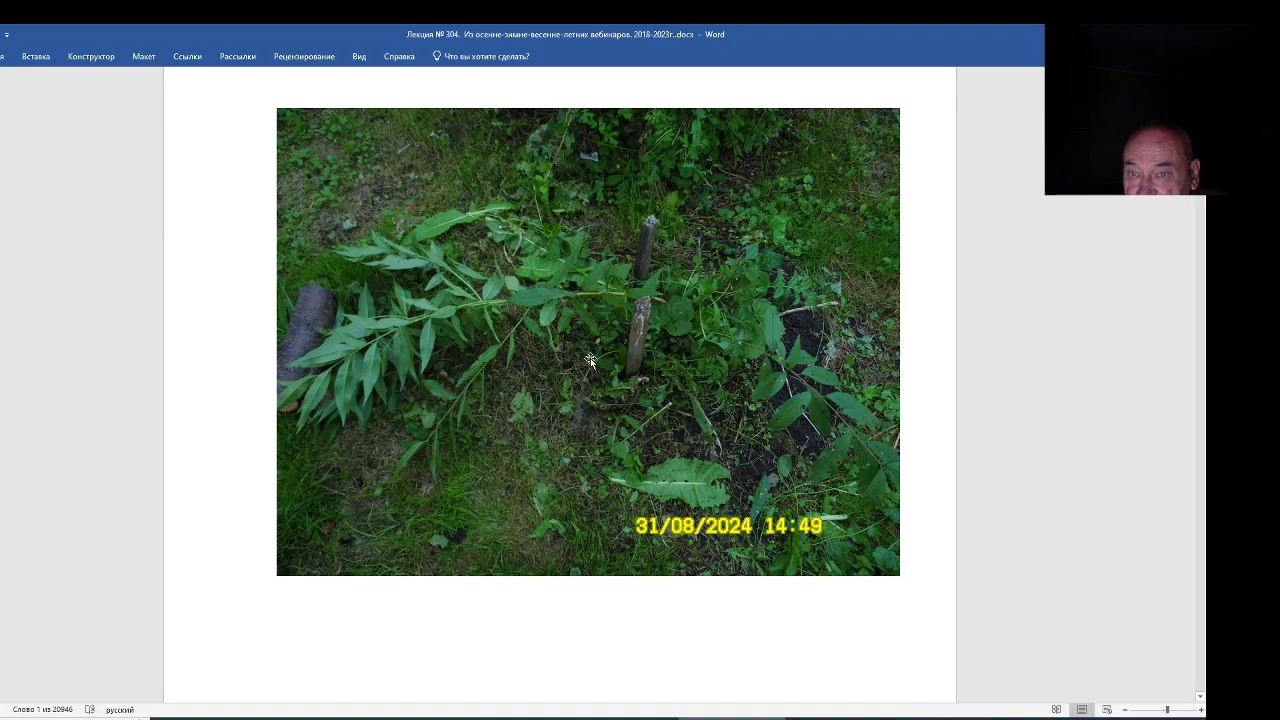 Лекция № 304. Из осенне-зимне-весенне-летних вебинаров. 2018-2023г..docx - Word
я Вставка Конструктор Макет Ссылки Рассылки Рецензирование Вид Справка Что вы хотите сделать?
31/08/2024 14:49
Слово 1 из 20946 русский